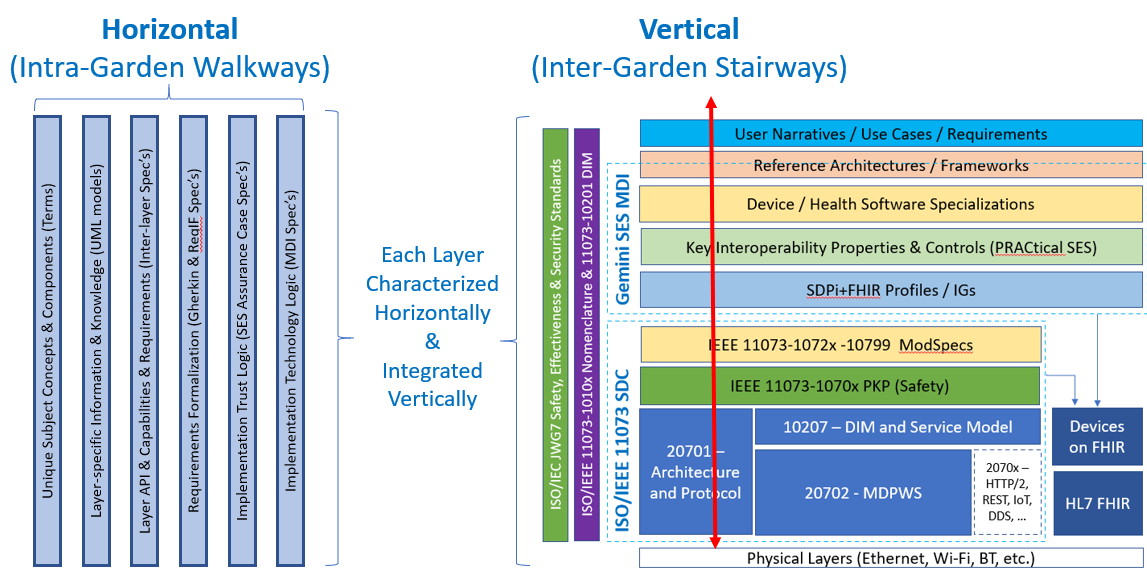 Horizontal
(Intra-Garden Walkways)
Unique Subject Concepts & Components (Terms)
Layer-specific Information & Knowledge (UML models)
Layer API & Capabilities & Requirements (Inter-layer Spec's)
Requirements Formalization (Gherkin & ReqIF Spec's)
Implementation Trust Logic (SES Assurance Case Spec's)
Implementation Technology Logic (MDI Spec's)
Each Layer
Characterized
Horizontally
&
Integrated
Vertically
Vertical
(Inter-Garden Stairways)
ISO/IEC JWG7 Safety, Effectiveness & Security Standards
ISO/IEEE 11073-1010x Nomenclature & 11073-10201 DIM
User Narratives / Use Cases / Requirements
Reference Architectures / Frameworks
Gemini SES MDI
Device / Health Software Specializations
Key Interoperability Properties & Controls (PRACtical SES)
SDPi+FHIR Profiles / IGs
ISO/IEEE 11073 SDC
IEEE 11073-1072x -10799 ModSpecs
IEEE 11073-1070x PKP (Safety)
20701 –
Architecture
and Protocol
10207 – DIM and Service Model
20702 - MDPWS
2070x –
HTTP/2,
REST, IoT,
DDS, ...
Devices
on FHIR
HL7 FHIR
Physical Layers (Ethernet, Wi-Fi, BT, etc.)